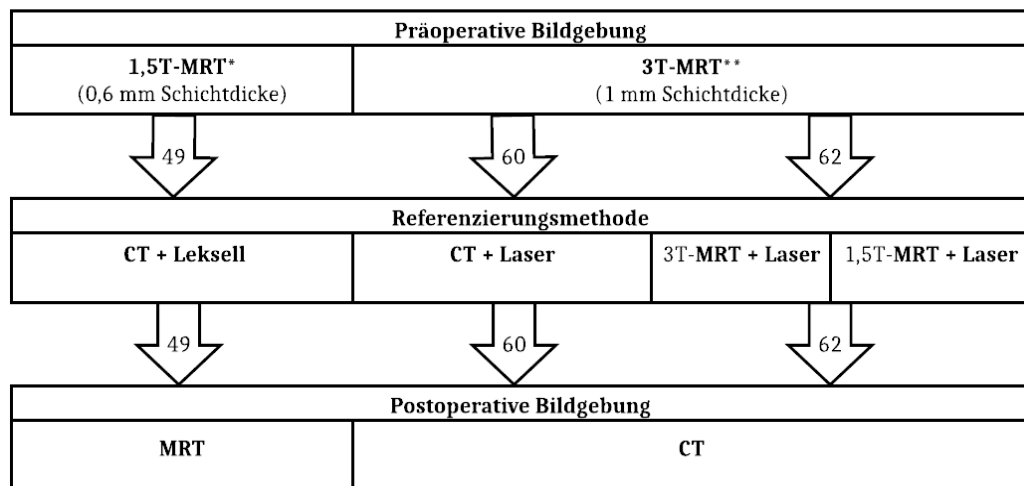 Präoperative Bildgebung
1,5T-MRT*
(0,6 mm Schichtdicke)
3T-MRT**
(1 mm Schichtdicke)
49
60
62
Referenzierungsmethode
CT + Leksell
CT + Laser
3T-MRT + Laser
1,5T-MRT + Laser
49
60
62
Postoperative Bildgebung
MRT
CT